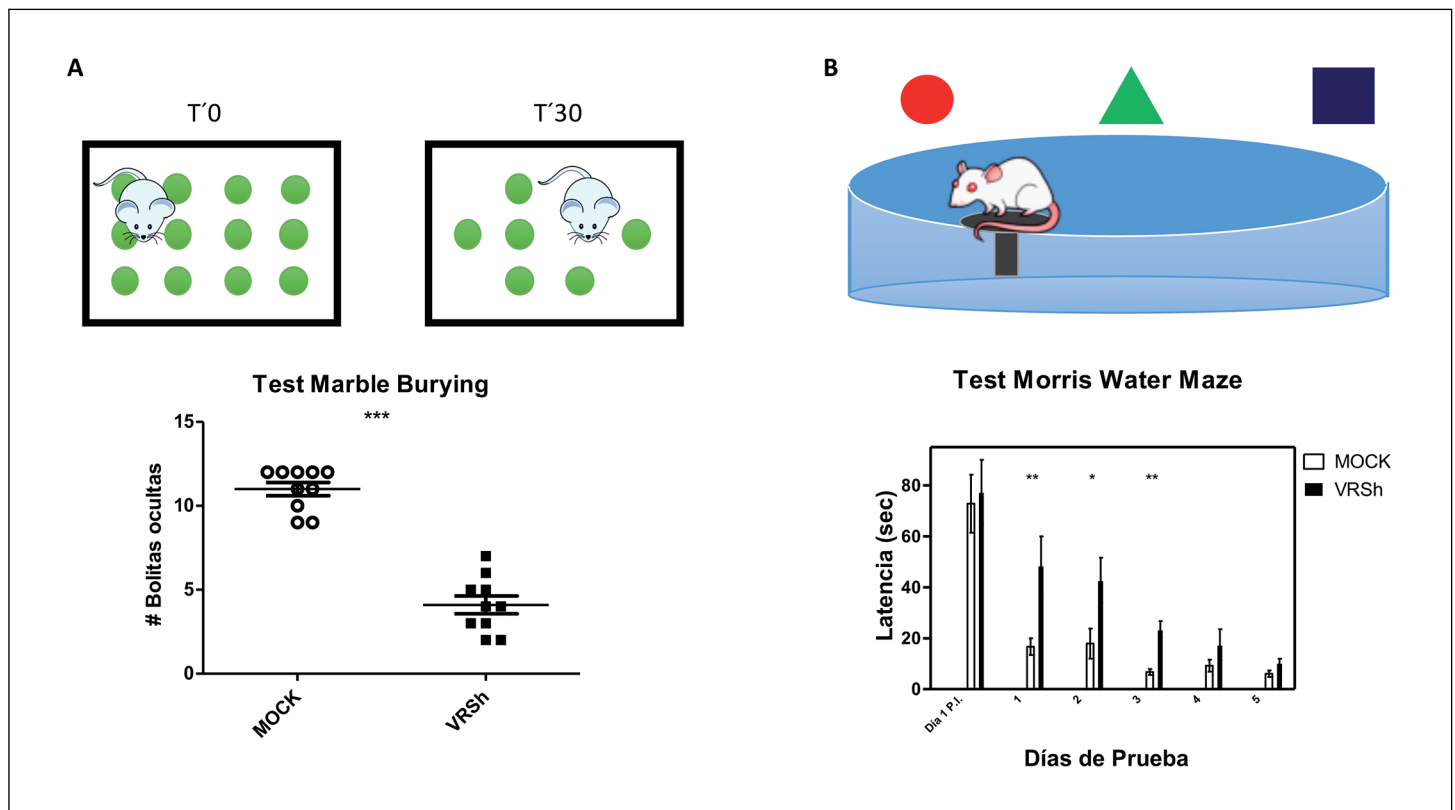 A
T´0
T´30
Test Marble Burying
***
15
10
5
0
# Bolitas ocultas
MOCK
VRSh
B
Test Morris Water Maze
MOCK
VRSh
** * **
80
60
40
20
0
Latencia (sec)
Día 1 P.I. 1 2 3 4 5
Días de Prueba